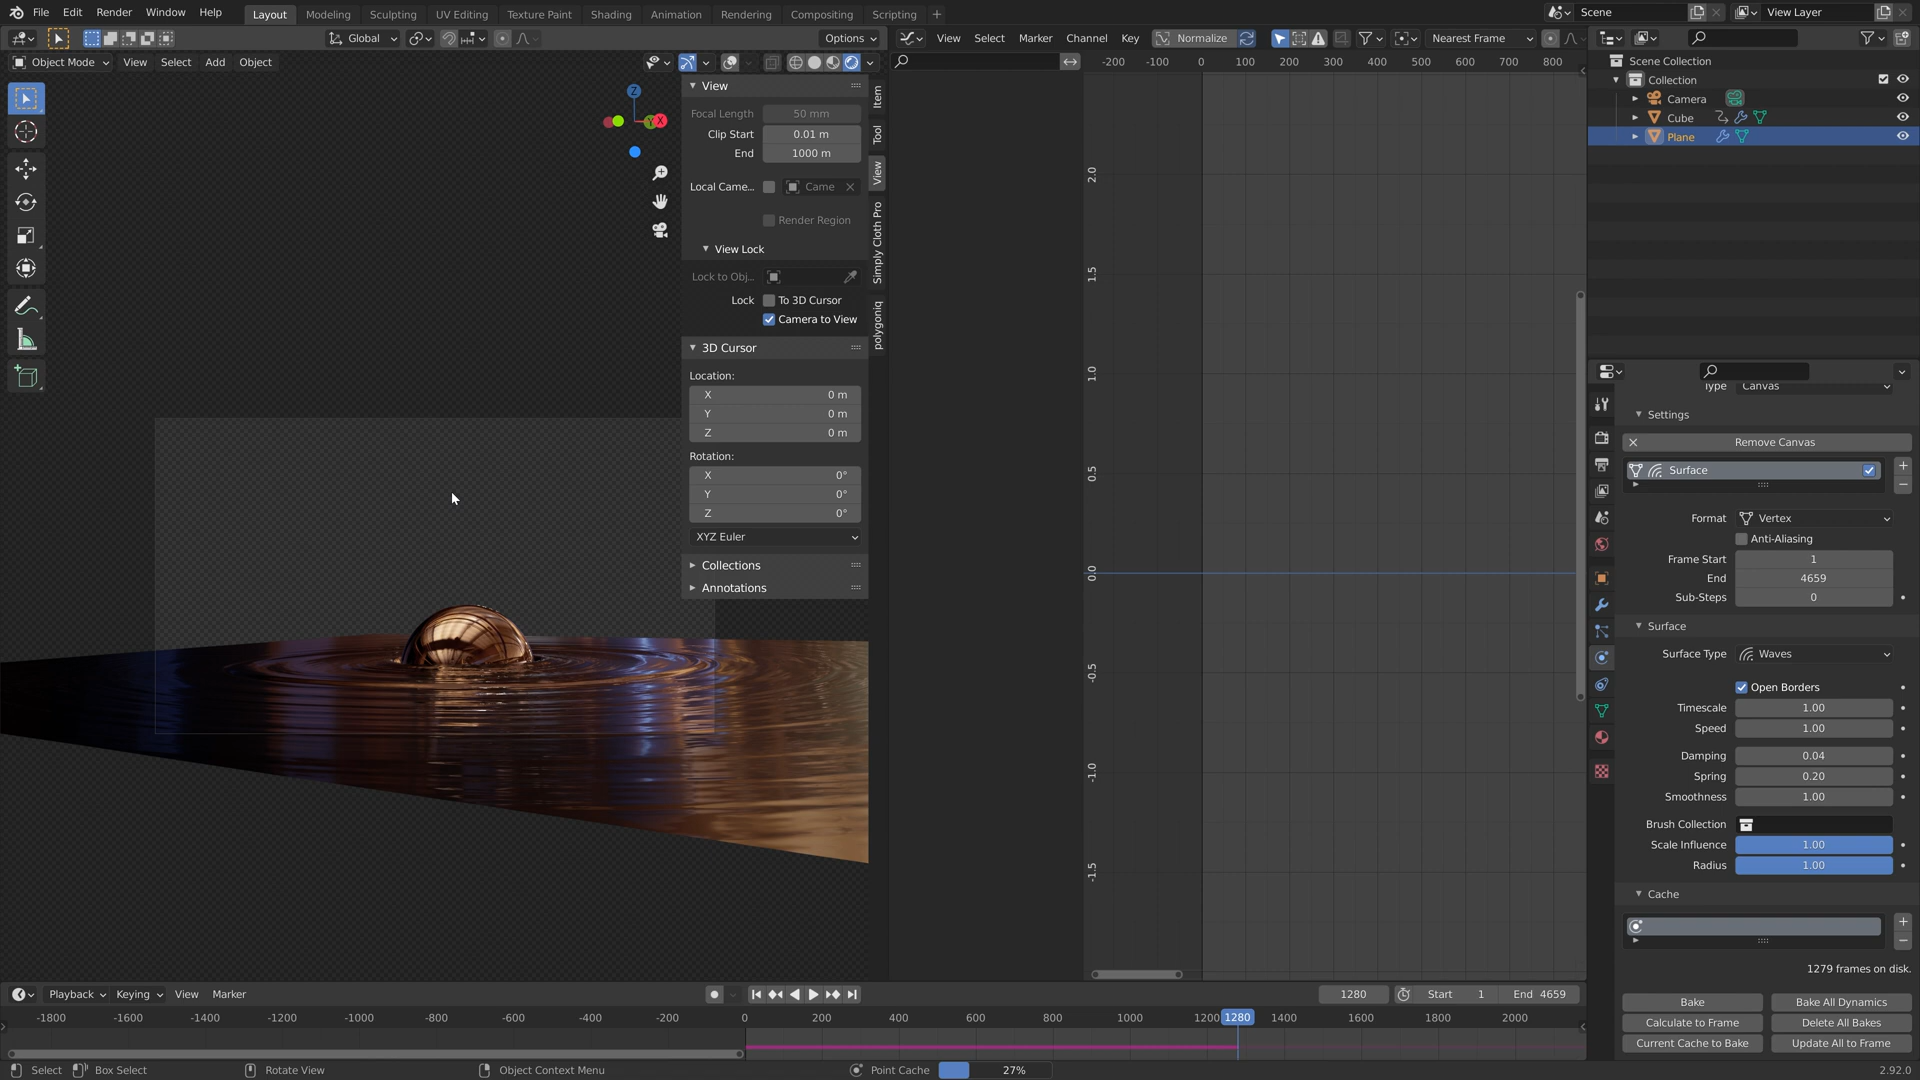 File Edit Render Window Help Layout Modeling Sculpting UV Editing Texture Paint Shading Animation Rendering Compositing Scripting + Scene View Layer
Global Options View Select Marker Channel Key Normalize Nearest Frame
Object Mode View Select Add Object
-200 -100 0 100 200 300 400 500 600 700 800
Z
Y X
View
Focal Length 50 mm
Clip Start 0.01 m
End 1000 m
Local Came... Came
Render Region
View Lock
Lock to Obj...
Lock To 3D Cursor
Camera to View
3D Cursor
Location:
X 0 m
Y 0 m
Z 0 m
Rotation:
X 0°
Y 0°
Z 0°
XYZ Euler
Collections
Annotations
Item
Tool
View
Simply Cloth Pro
polygoniq
2.0
1.5
1.0
0.5
0.0
-0.5
-1.0
-1.5
Scene Collection
Collection
Camera
Cube
Plane
Type Canvas
Settings
Remove Canvas
Surface
Format Vertex
Anti-Aliasing
Frame Start 1
End 4659
Sub-Steps 0
Surface
Surface Type Waves
Open Borders
Timescale 1.00
Speed 1.00
Damping 0.04
Spring 0.20
Smoothness 1.00
Brush Collection
Scale Influence 1.00
Radius 1.00
Cache
1279 frames on disk.
Bake Bake All Dynamics
Calculate to Frame Delete All Bakes
Current Cache to Bake Update All to Frame
Playback Keying View Marker 1280 Start 1 End 4659
-1800 -1600 -1400 -1200 -1000 -800 -600 -400 -200 0 200 400 600 800 1000 1200 1280 1400 1600 1800 2000
Select Box Select Rotate View Object Context Menu Point Cache 27% 2.92.0